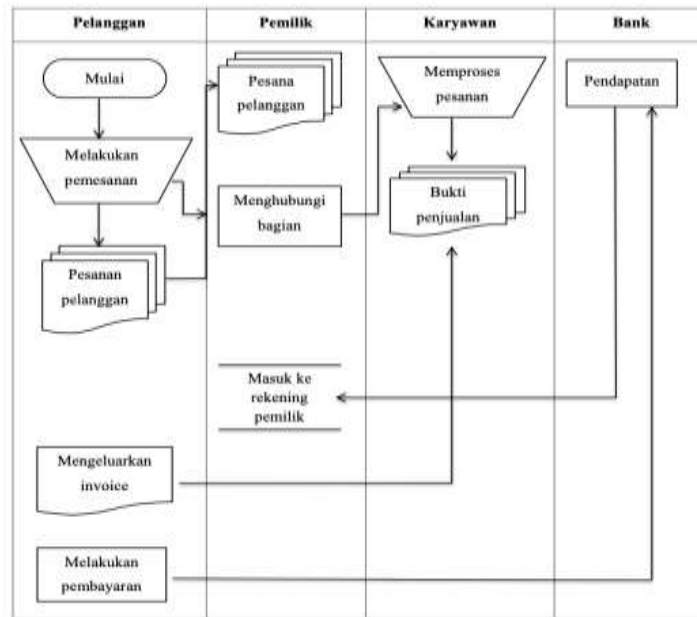 Pelanggan
Pemilik
Karyawan
Bank
Mulai
Melakukan
pemesanan
Pesanan
pelanggan
Pesana
pelanggan
Menghubungi
bagian
Memproses
pesanan
Bukti
penjualan
Pendapatan
Masuk ke
rekening
pemilik
Mengeluarkan
invoice
Melakukan
pembayaran